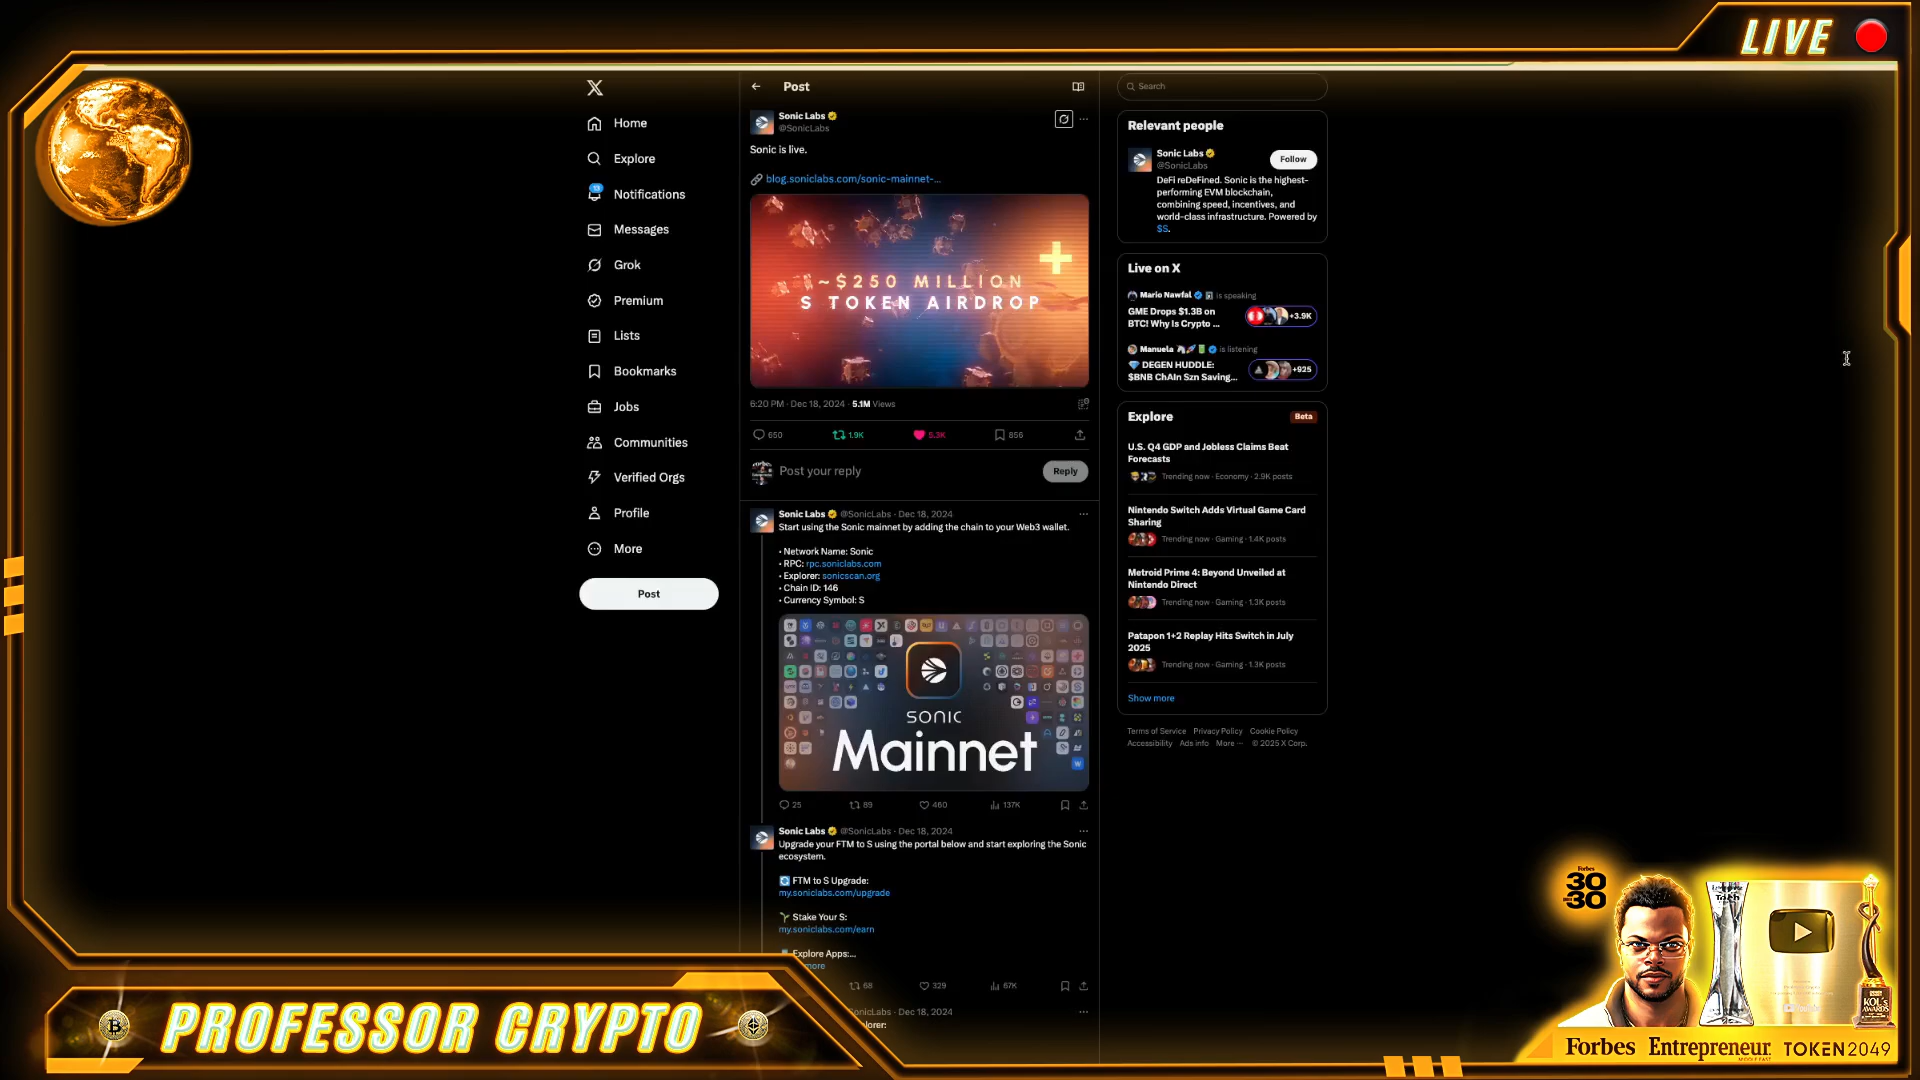 LIVE
Home
Explore
13
Notifications
Messages
Grok
Premium
Lists
Bookmarks
Jobs
Communities
Verified Orgs
Profile
More
Post
Post
Sonic Labs
@SonicLabs
Sonic is live.
blog.soniclabs.com/sonic-mainnet-...
~$250 MILLION
S TOKEN AIRDROP
6:20 PM · Dec 18, 2024 · 5.1M Views
650 1.9K 5.3K 856
Post your reply
Reply
Sonic Labs @SonicLabs · Dec 18, 2024
Start using the Sonic mainnet by adding the chain to your Web3 wallet.
• Network Name: Sonic
• RPC: rpc.soniclabs.com
• Explorer: sonicscan.org
• Chain ID: 146
• Currency Symbol: S
SONIC
Mainnet
25 89 460 137K
Sonic Labs @SonicLabs · Dec 18, 2024
Upgrade your FTM to S using the portal below and start exploring the Sonic
ecosystem.
FTM to S Upgrade:
my.soniclabs.com/upgrade
Stake Your S:
my.soniclabs.com/earn
Explore Apps:...
more
68 329 67K
SonicLabs · Dec 18, 2024
lorer:
Search
Relevant people
Sonic Labs
@SonicLabs
Follow
DeFi reDeFined. Sonic is the highest-
performing EVM blockchain,
combining speed, incentives, and
world-class infrastructure. Powered by
$S.
Live on X
Mario Nawfal is speaking
GME Drops $1.3B on
BTC! Why Is Crypto ...
+3.9K
Manuela is listening
DEGEN HUDDLE:
$BNB ChAIn Szn Saving...
+925
Explore
Beta
U.S. Q4 GDP and Jobless Claims Beat
Forecasts
Trending now · Economy · 2.9K posts
Nintendo Switch Adds Virtual Game Card
Sharing
Trending now · Gaming · 1.4K posts
Metroid Prime 4: Beyond Unveiled at
Nintendo Direct
Trending now · Gaming · 1.3K posts
Patapon 1+2 Replay Hits Switch in July
2025
Trending now · Gaming · 1.3K posts
Show more
Terms of Service Privacy Policy Cookie Policy
Accessibility Ads info More ··· © 2025 X Corp.
PROFESSOR CRYPTO
Forbes
30
30
Tech
KOL's
AWARDS
Forbes Entrepreneur TOKEN2049
MIDDLE EAST